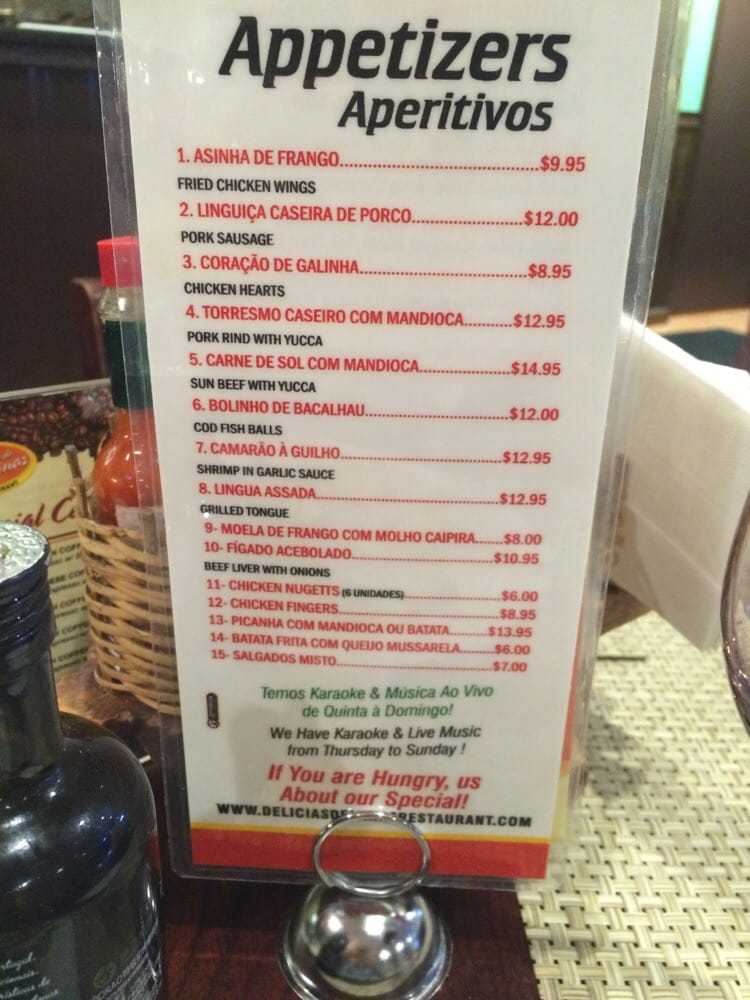 Appetizers
Aperitivos
1. ASINHA DE FRANGO........................................$9.95
FRIED CHICKEN WINGS
2. LINGUIÇA CASEIRA DE PORCO......................$12.00
PORK SAUSAGE
3. CORAÇÃO DE GALINHA..................................$8.95
CHICKEN HEARTS
4. TORRESMO CASEIRO COM MANDIOCA..........$12.95
PORK RIND WITH YUCCA
5. CARNE DE SOL COM MANDIOCA...................$14.95
SUN BEEF WITH YUCCA
6. BOLINHO DE BACALHAU..............................$12.00
COD FISH BALLS
7. CAMARÃO À GUILHO..................................$12.95
SHRIMP IN GARLIC SAUCE
8. LINGUA ASSADA......................................$12.95
GRILLED TONGUE
9- MOELA DE FRANGO COM MOLHO CAIPIRA......$8.00
10- FÍGADO ACEBOLADO..............................$10.95
BEEF LIVER WITH ONIONS
11- CHICKEN NUGETTS (6 UNIDADES)....................$6.00
12- CHICKEN FINGERS................................$8.95
13- PICANHA COM MANDIOCA OU BATATA.........$13.95
14- BATATA FRITA COM QUEIJO MUSSARELA.......$6.00
15- SALGADOS MISTO................................$7.00
Temos Karaoke & Música Ao Vivo
de Quinta à Domingo!
We Have Karaoke & Live Music
from Thursday to Sunday !
If You are Hungry, us
About our Special!
RESTAURANT.COM